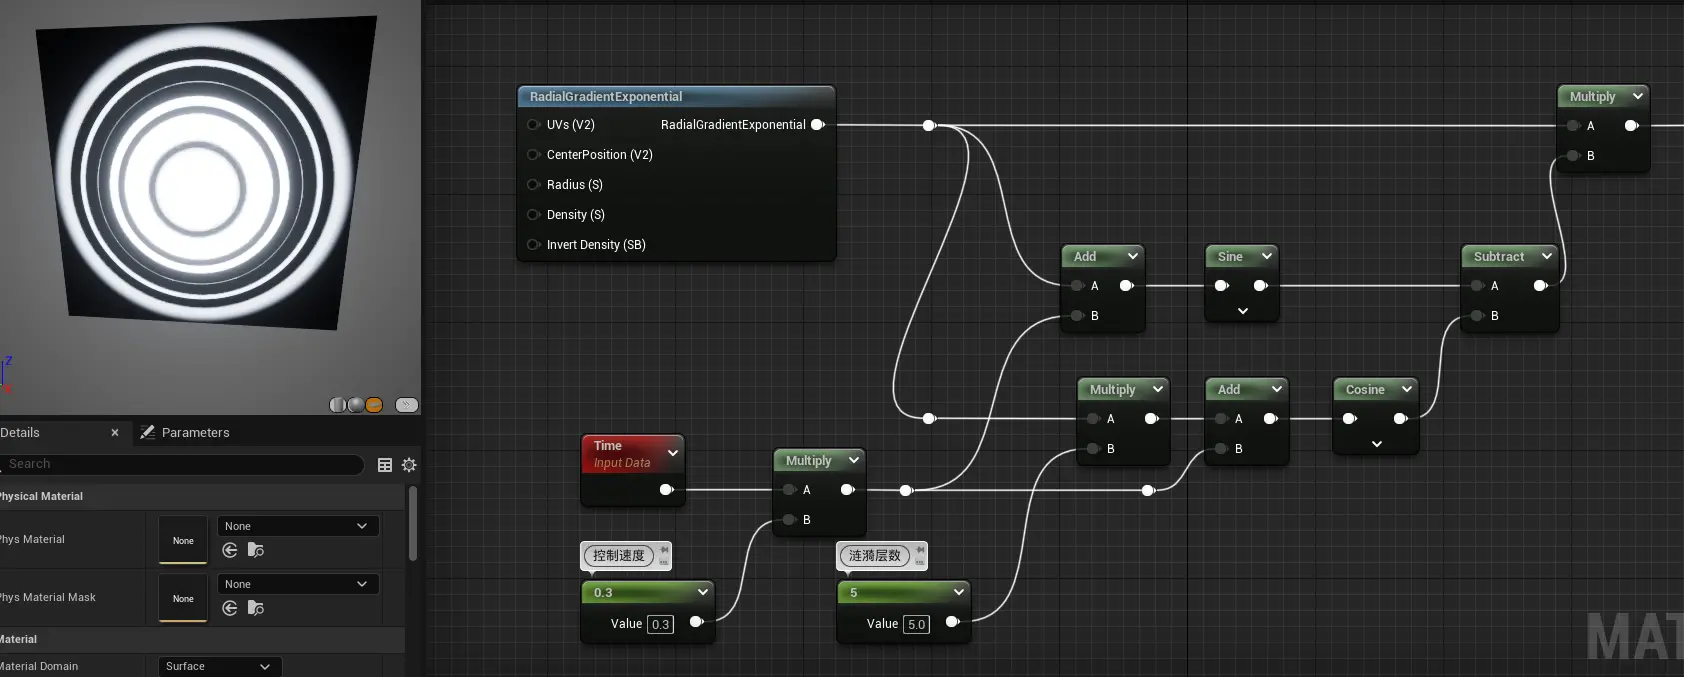 Z
Details
Parameters
Search
Physical Material
Phys Material
None
None
Phys Material Mask
None
None
Material
Material Domain
Surface
RadialGradientExponential
UVs (V2)
RadialGradientExponential
CenterPosition (V2)
Radius (S)
Density (S)
Invert Density (SB)
Multiply
A
B
Add
A
B
Sine
Subtract
A
B
Multiply
A
B
Add
A
B
Cosine
Time
Input Data
Multiply
A
B
控制速度
0.3
Value 0.3
涟漪层数
5
Value 5.0
MAT